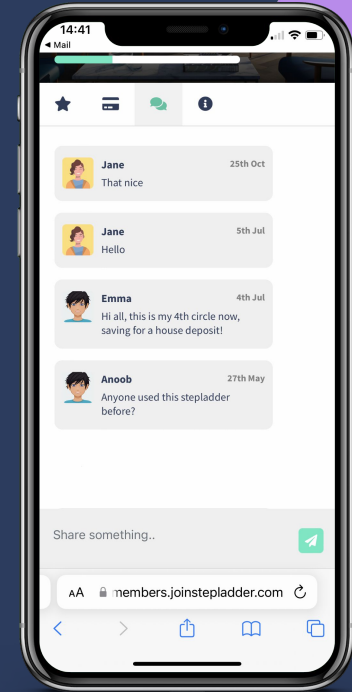 14:41
Mail
Jane 25th Oct
That nice
Jane 5th Jul
Hello
Emma 4th Jul
Hi all, this is my 4th circle now,
saving for a house deposit!
Anoob 27th May
Anyone used this stepladder
before?
Share something..
AA members.joinstepladder.com